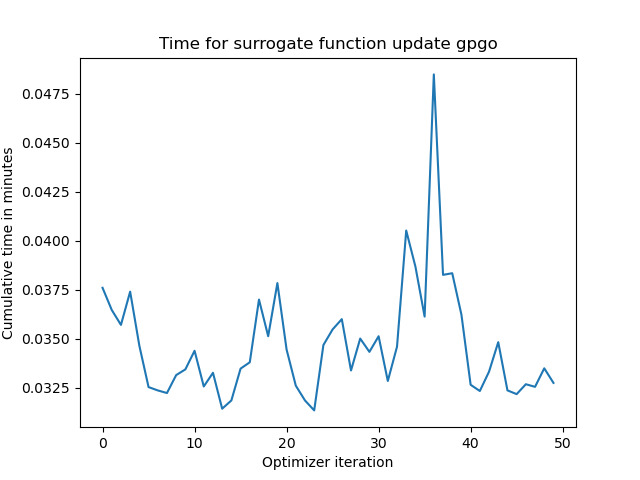 Time for surrogate function update gpgo
Cumulative time in minutes
0.0475
0.0450
0.0425
0.0400
0.0375
0.0350
0.0325
0 10 20 30 40 50
Optimizer iteration